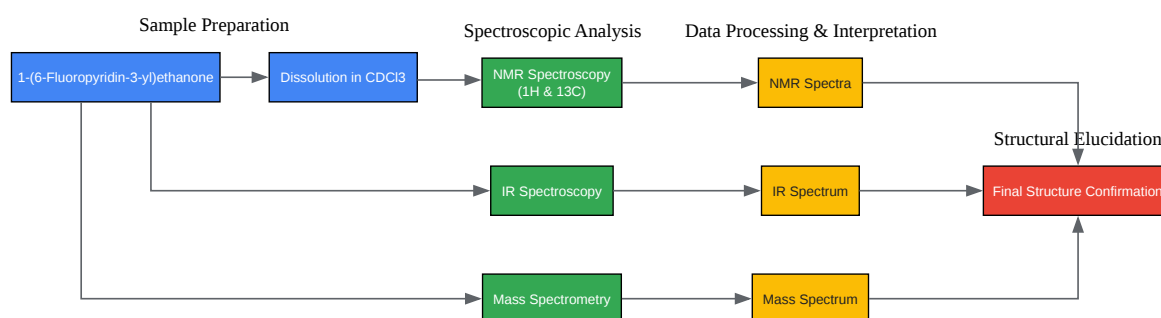 Sample Preparation
Spectroscopic Analysis
Data Processing & Interpretation
1-(6-Fluoropyridin-3-yl)ethanone
Dissolution in CDCl3
NMR Spectroscopy
(1H & 13C)
NMR Spectra
Structural Elucidation
IR Spectroscopy
IR Spectrum
Final Structure Confirmation
Mass Spectrometry
Mass Spectrum